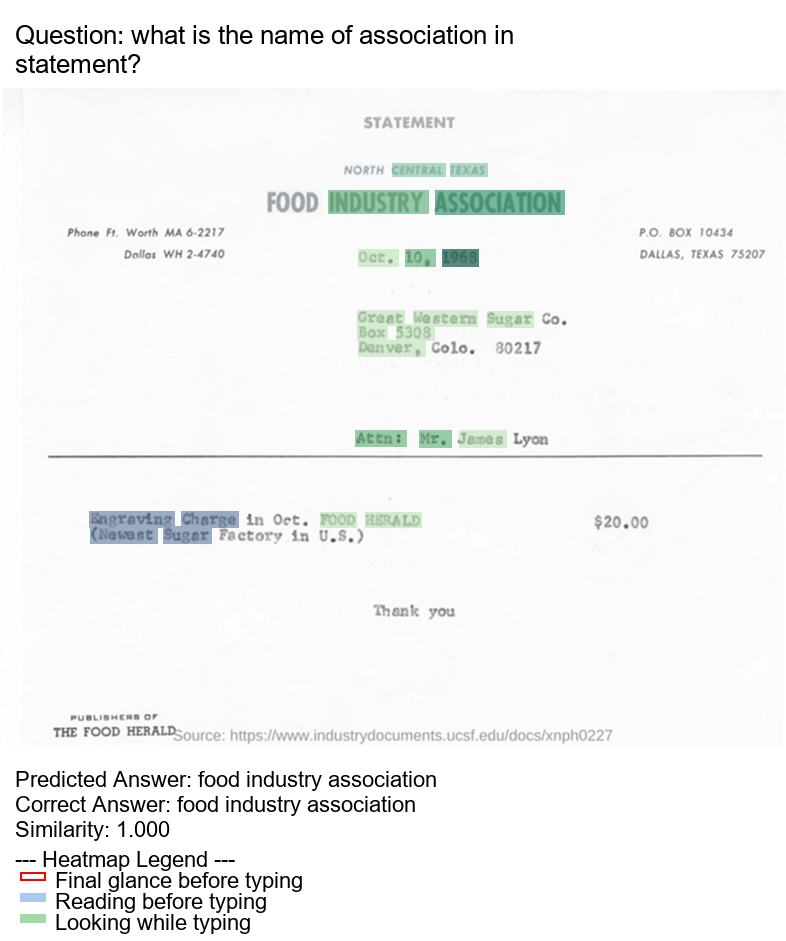 Question: what is the name of association in
statement?
STATEMENT
NORTH CENTRAL TEXAS
FOOD INDUSTRY ASSOCIATION
Phone Ft. Worth MA 6-2217
Dallas WH 2-4740
P.O. BOX 10434
DALLAS, TEXAS 75207
Oct. 10, 1968
Great Western Sugar Co.
Box 5308
Denver, Colo. 80217
Attn: Mr. James Lyon
Engraving Charge in Oct. FOOD HERALD $20.00
(Newest Sugar Factory in U.S.)
Thank you
PUBLISHERS OF
THE FOOD HERALD
Source: https://www.industrydocuments.ucsf.edu/docs/xnph0227
Predicted Answer: food industry association
Correct Answer: food industry association
Similarity: 1.000
--- Heatmap Legend ---
Final glance before typing
Reading before typing
Looking while typing